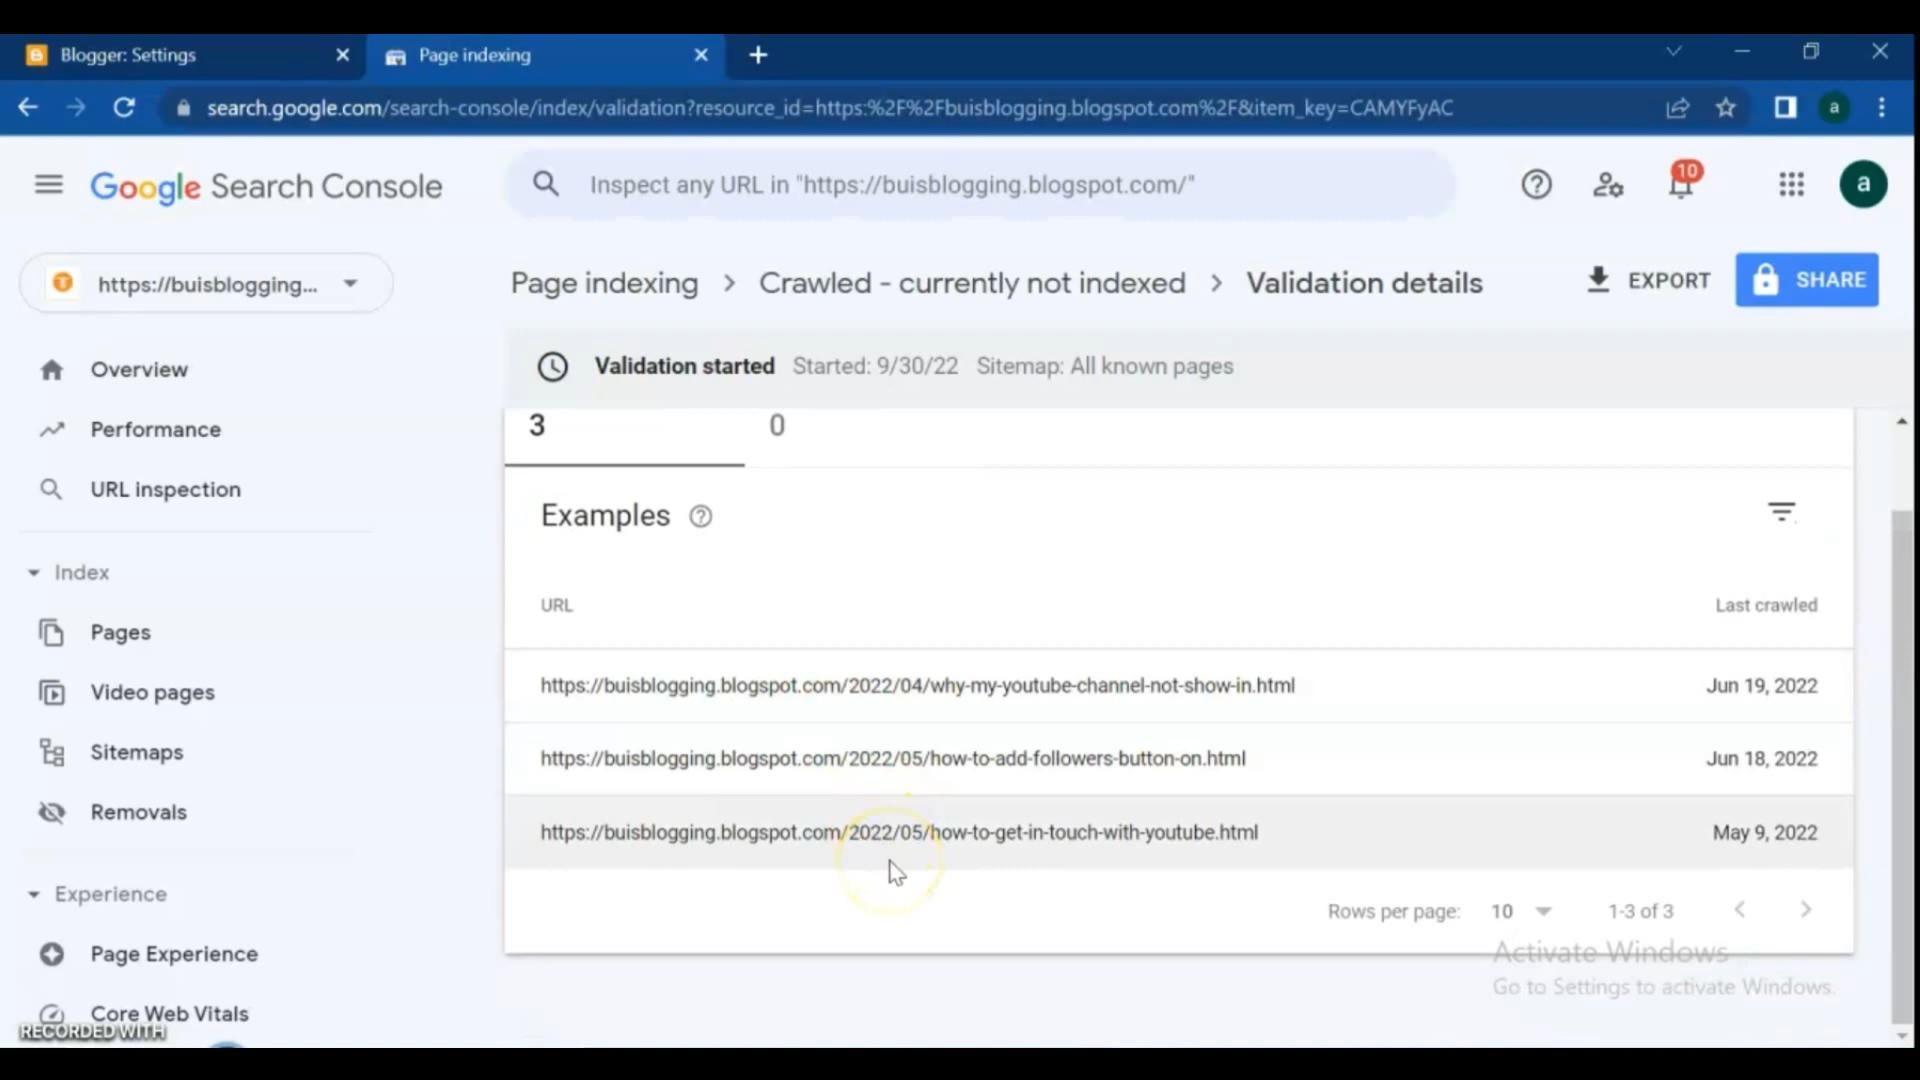 Blogger: Settings
Page indexing
search.google.com/search-console/index/validation?resource_id=https:%2F%2Fbuisblogging.blogspot.com%2F&item_key=CAMYFyAC
a
Google Search Console
Inspect any URL in "https://buisblogging.blogspot.com/"
10
a
https://buisblogging...
Page indexing > Crawled - currently not indexed > Validation details
EXPORT
SHARE
Overview
Validation started Started: 9/30/22 Sitemap: All known pages
Performance
3
0
URL inspection
Examples
Index
URL
Last crawled
Pages
https://buisblogging.blogspot.com/2022/04/why-my-youtube-channel-not-show-in.html
Jun 19, 2022
Video pages
Sitemaps
https://buisblogging.blogspot.com/2022/05/how-to-add-followers-button-on.html
Jun 18, 2022
Removals
https://buisblogging.blogspot.com/2022/05/how-to-get-in-touch-with-youtube.html
May 9, 2022
Experience
Rows per page: 10 1-3 of 3
Page Experience
Activate Windows
Go to Settings to activate Windows.
Core Web Vitals
RECORDED WITH